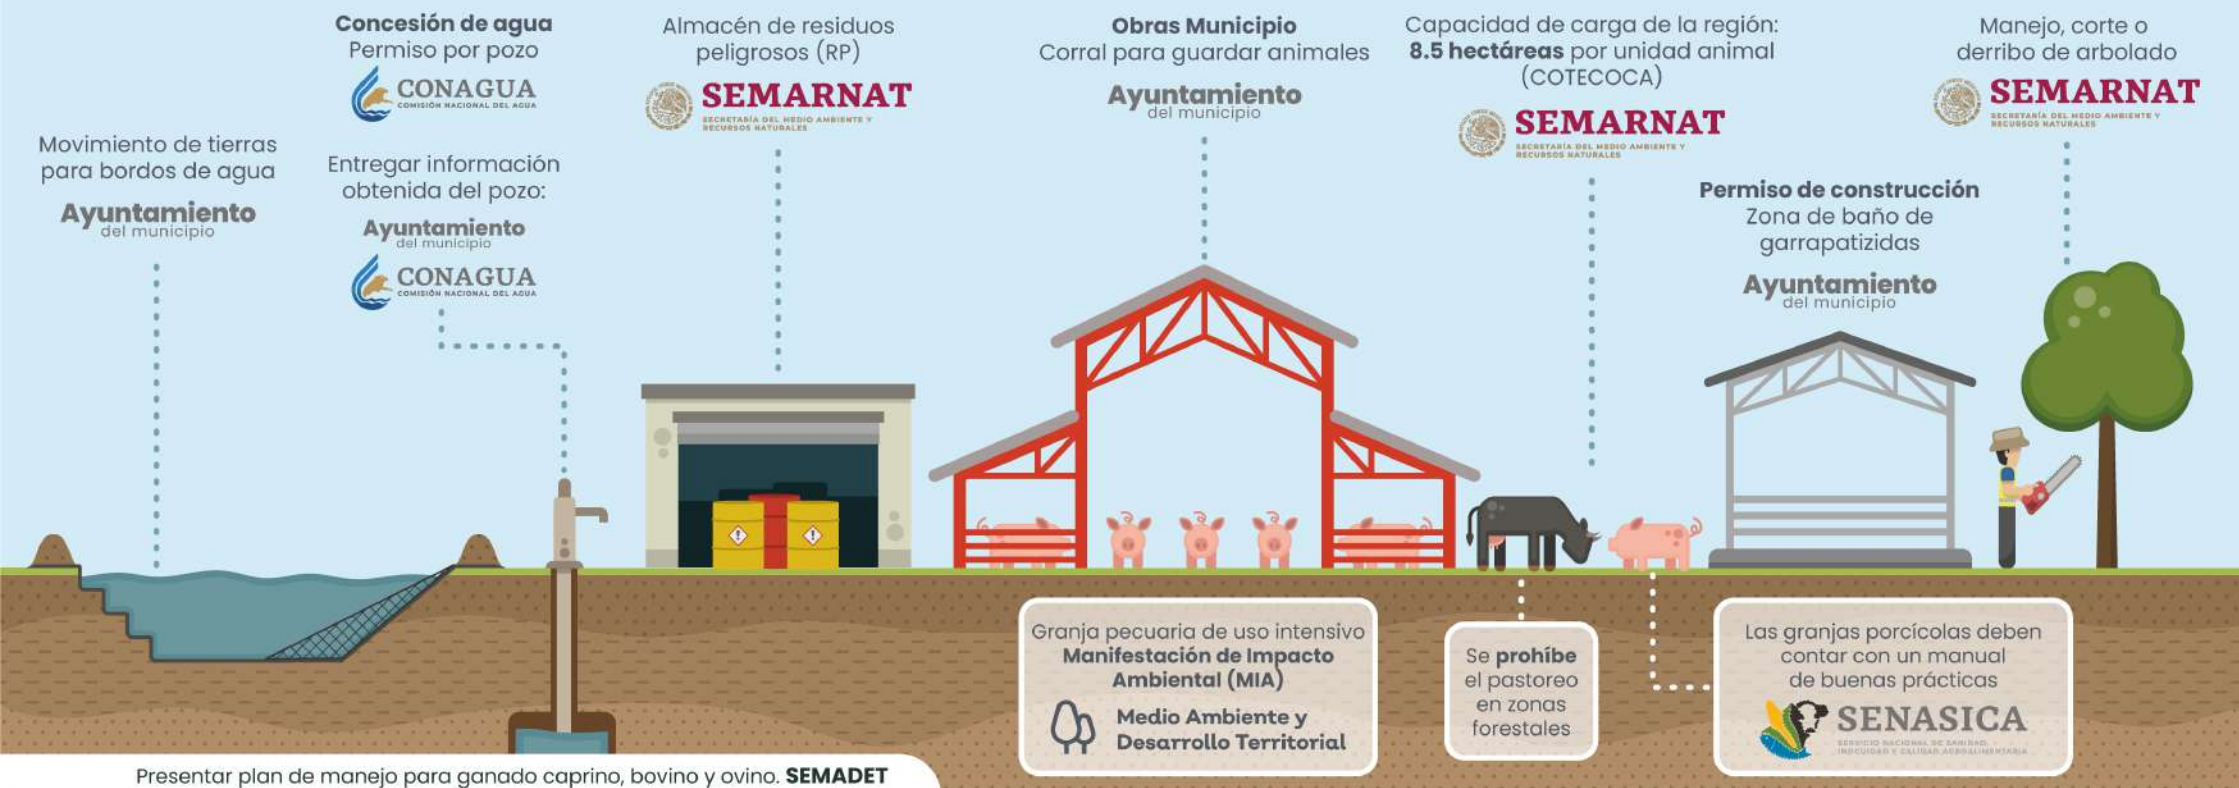 Movimiento de tierras
para bordos de agua
Ayuntamiento
del municipio
Concesión de agua
Permiso por pozo
CONAGUA
COMISIÓN NACIONAL DEL AGUA
Entregar información
obtenida del pozo:
Ayuntamiento
del municipio
CONAGUA
COMISIÓN NACIONAL DEL AGUA
Almacén de residuos
peligrosos (RP)
SEMARNAT
SECRETARÍA DEL MEDIO AMBIENTE Y
RECURSOS NATURALES
Obras Municipio
Corral para guardar animales
Ayuntamiento
del municipio
Capacidad de carga de la región:
8.5 hectáreas por unidad animal
(COTECOCA)
SEMARNAT
SECRETARÍA DEL MEDIO AMBIENTE Y
RECURSOS NATURALES
Permiso de construcción
Zona de baño de
garrapatizidas
Ayuntamiento
del municipio
Manejo, corte o
derribo de arbolado
SEMARNAT
SECRETARÍA DEL MEDIO AMBIENTE Y
RECURSOS NATURALES
Granja pecuaria de uso intensivo
Manifestación de Impacto
Ambiental (MIA)
Medio Ambiente y
Desarrollo Territorial
Se prohíbe
el pastoreo
en zonas
forestales
Las granjas porcícolas deben
contar con un manual
de buenas prácticas
SENASICA
SERVICIO NACIONAL DE SANIDAD,
INOCUIDAD Y CALIDAD AGROALIMENTARIA
Presentar plan de manejo para ganado caprino, bovino y ovino. SEMADET